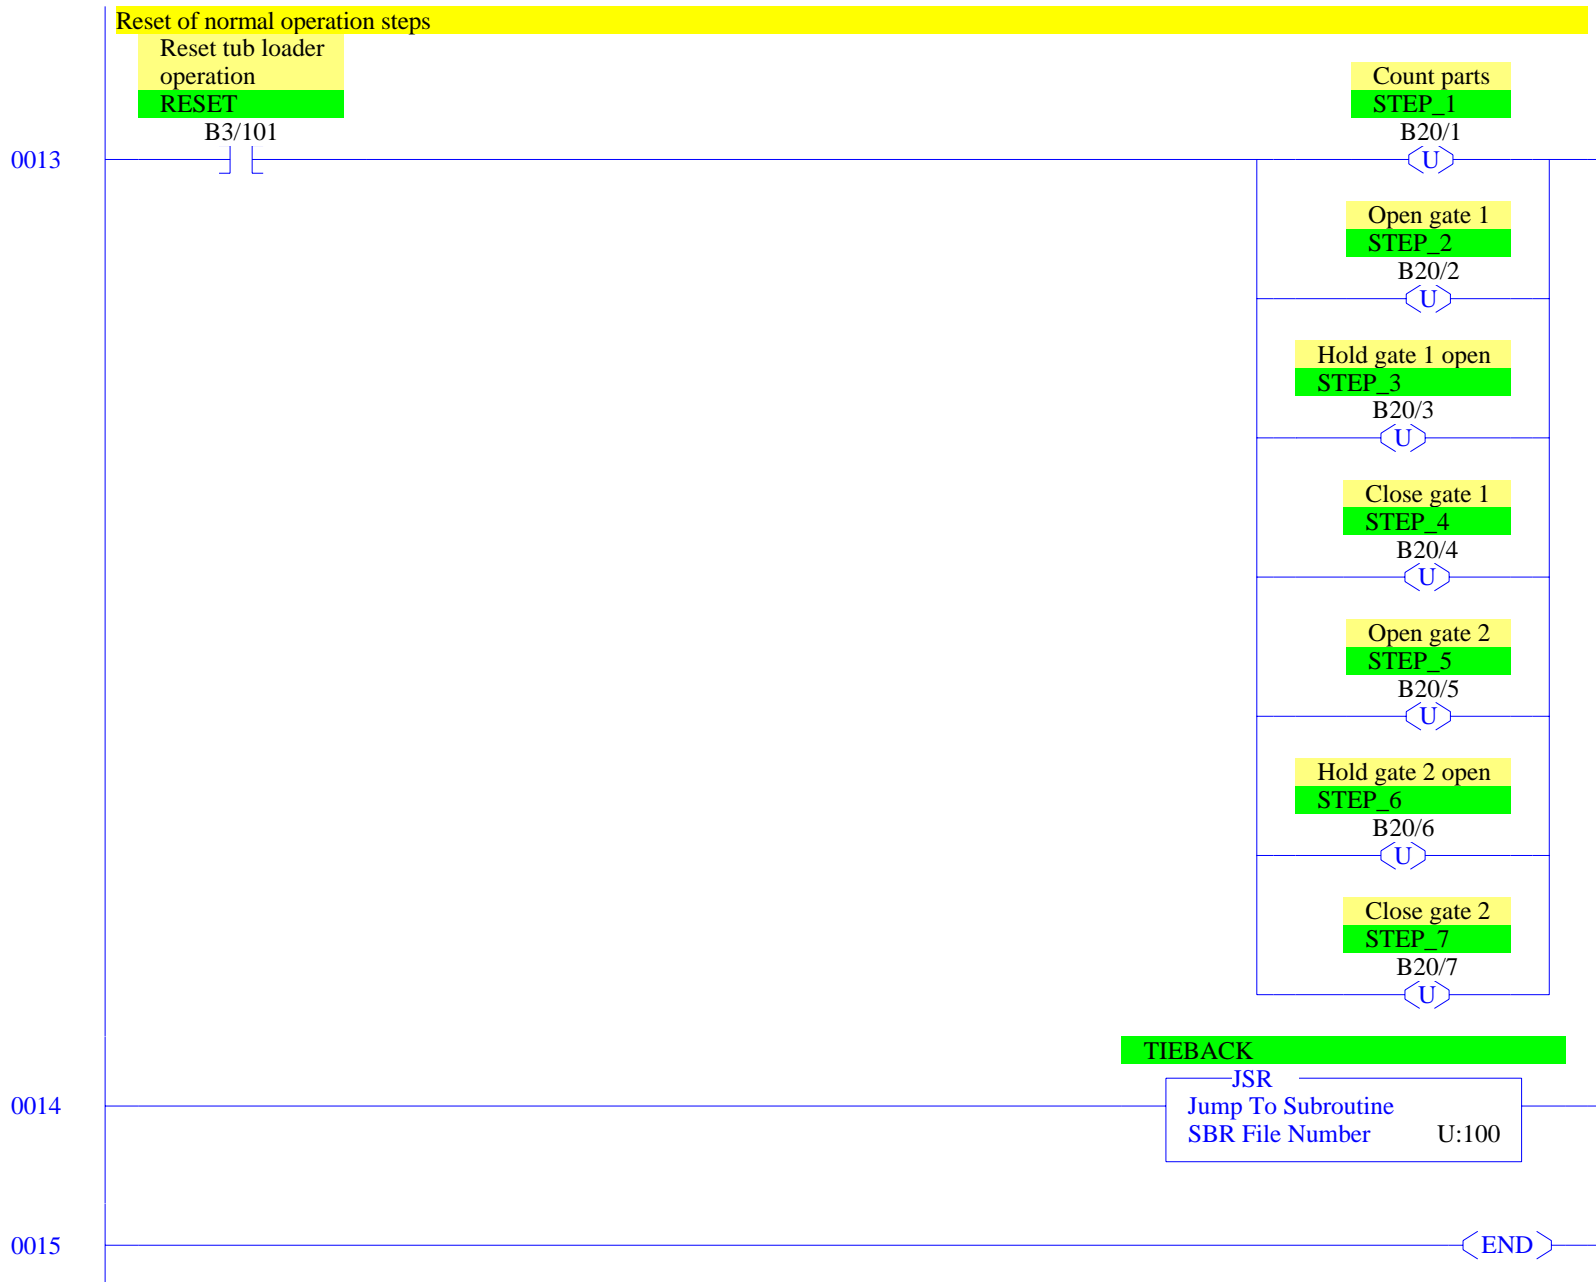 Reset of normal operation steps
Reset tub loader
operation
RESET
B3/101
0013
Count parts
STEP_1
B20/1
U
Open gate 1
STEP_2
B20/2
U
Hold gate 1 open
STEP_3
B20/3
U
Close gate 1
STEP_4
B20/4
U
Open gate 2
STEP_5
B20/5
U
Hold gate 2 open
STEP_6
B20/6
U
Close gate 2
STEP_7
B20/7
U
TIEBACK
JSR
0014
Jump To Subroutine
SBR File Number U:100
0015
END